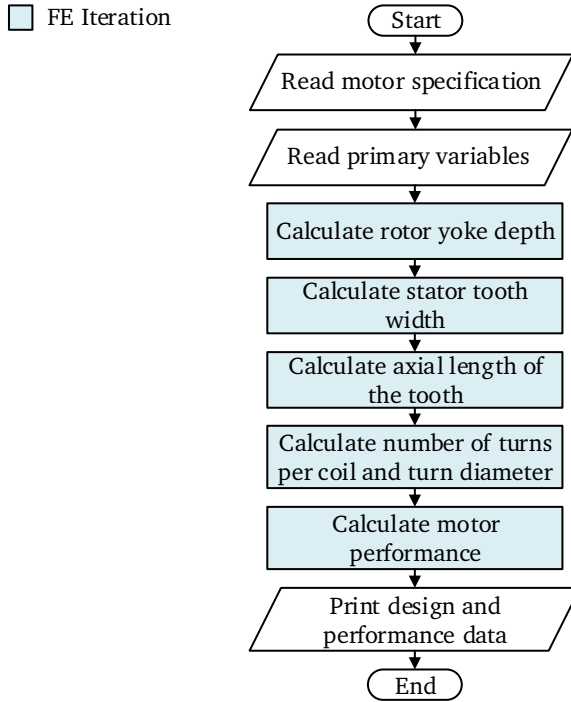 FE Iteration
Start
Read motor specification
Read primary variables
Calculate rotor yoke depth
Calculate stator tooth
width
Calculate axial length of
the tooth
Calculate number of turns
per coil and turn diameter
Calculate motor
performance
Print design and
performance data
End